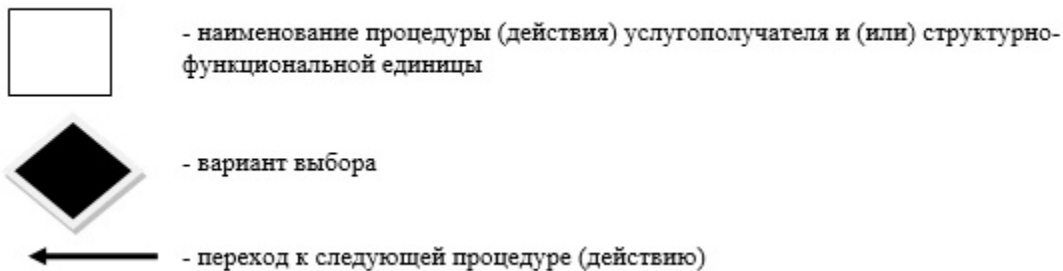 - наименование процедуры (действия) услугополучателя и (или) структурно-
функциональной единицы
- вариант выбора
- переход к следующей процедуре (действию)